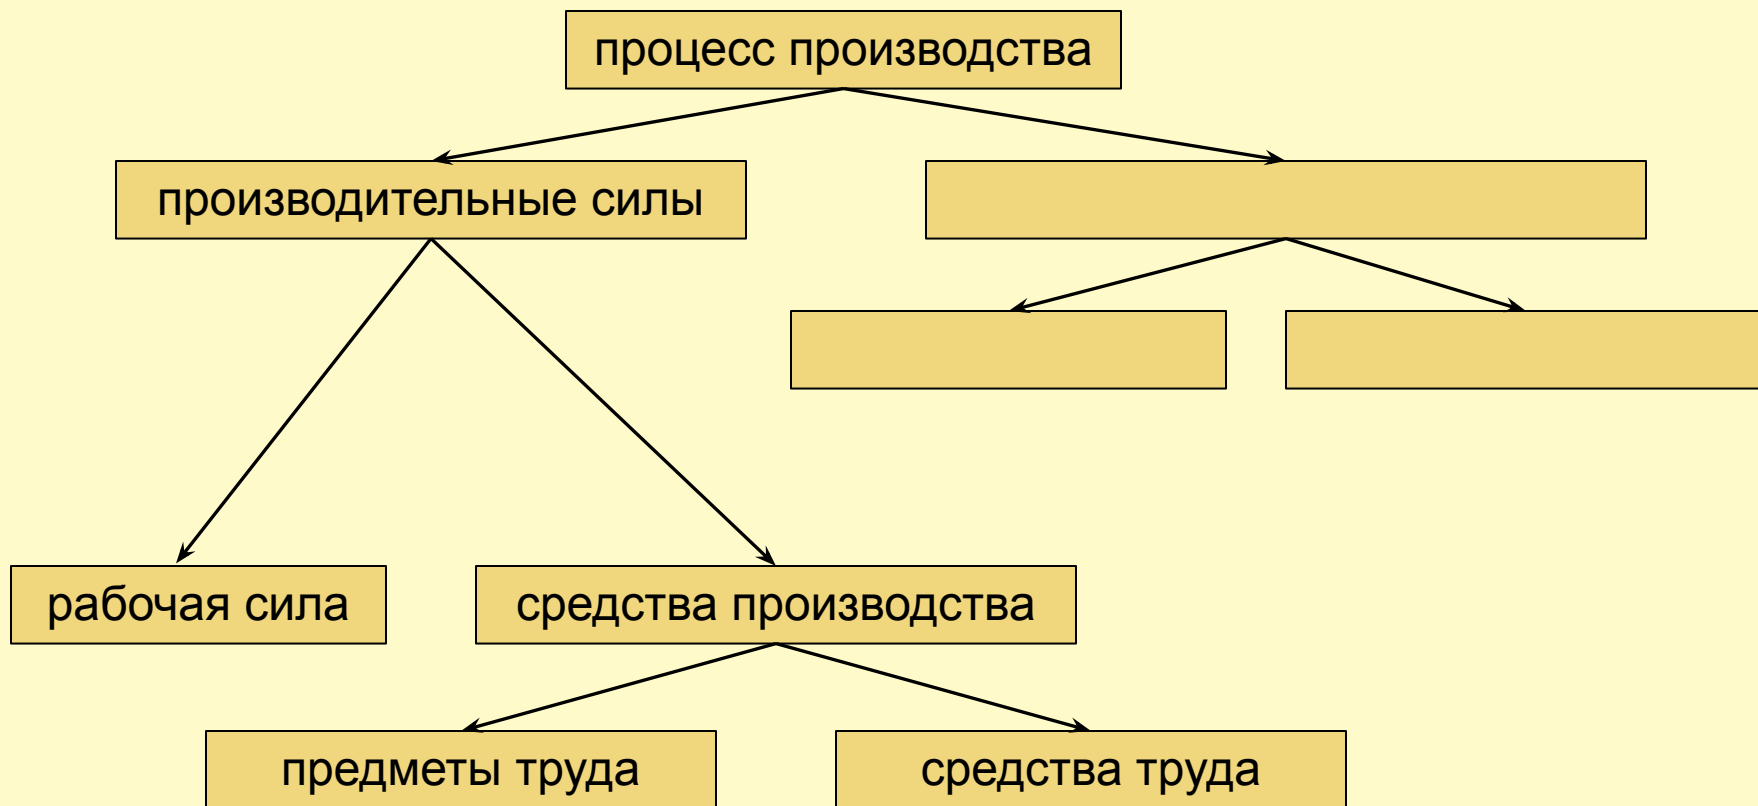 процесс производства
производительные силы
рабочая сила
средства производства
предметы труда
средства труда